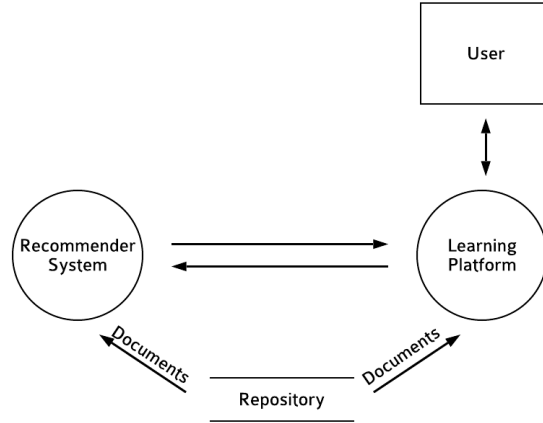 User
Recommender
System
Learning
Platform
Documents
Documents
Repository